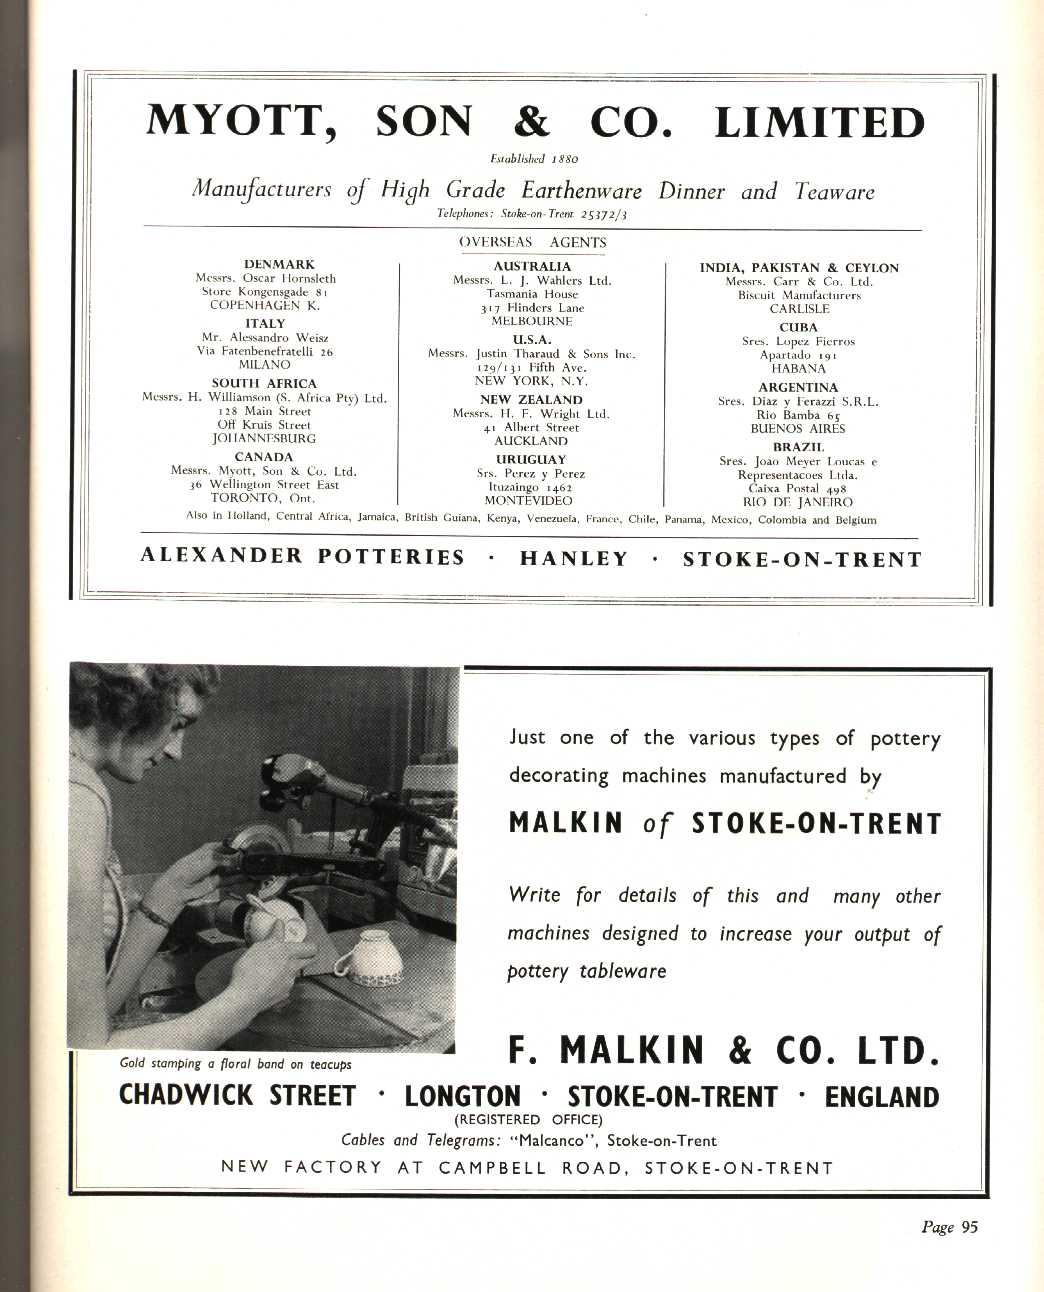 MYOTT, SON & CO. LIMITED
Established 1880
Manufacturers of High Grade Earthenware Dinner and Teaware
Telephones: Stoke-on-Trent 25372/3
OVERSEAS AGENTS
DENMARK
Messrs. Oscar Hornsleth
Store Kongensgade 81
COPENHAGEN K.
ITALY
Mr. Alessandro Weisz
Via Fatenbenefratelli 26
MILANO
SOUTH AFRICA
Messrs. H. Williamson (S. Africa Pty) Ltd.
128 Main Street
Off Kruis Street
JOHANNESBURG
CANADA
Messrs. Myott, Son & Co. Ltd.
36 Wellington Street East
TORONTO, Ont.
AUSTRALIA
Messrs. L. J. Wahlers Ltd.
Tasmania House
317 Flinders Lane
MELBOURNE
U.S.A.
Messrs. Justin Tharaud & Sons Inc.
129/131 Fifth Ave.
NEW YORK, N.Y.
NEW ZEALAND
Messrs. H. F. Wright Ltd.
41 Albert Street
AUCKLAND
URUGUAY
Srs. Perez y Perez
Ituzaingo 1462
MONTEVIDEO
INDIA, PAKISTAN & CEYLON
Messrs. Carr & Co. Ltd.
Biscuit Manufacturers
CARLISLE
CUBA
Sres. Lopez Fierros
Apartado 191
HABANA
ARGENTINA
Sres. Diaz y Ferazzi S.R.L.
Rio Bamba 65
BUENOS AIRES
BRAZIL
Sres. Joao Meyer Loucas e
Representacoes Ltda.
Caixa Postal 498
RIO DE JANEIRO
Also in Holland, Central Africa, Jamaica, British Guiana, Kenya, Venezuela, France, Chile, Panama, Mexico, Colombia and Belgium
ALEXANDER POTTERIES · HANLEY · STOKE-ON-TRENT
Just one of the various types of pottery
decorating machines manufactured by
MALKIN of STOKE-ON-TRENT
Write for details of this and many other
machines designed to increase your output of
pottery tableware
F. MALKIN & CO. LTD.
Gold stamping a floral band on teacups
CHADWICK STREET · LONGTON · STOKE-ON-TRENT · ENGLAND
(REGISTERED OFFICE)
Cables and Telegrams: "Malcanco", Stoke-on-Trent
NEW FACTORY AT CAMPBELL ROAD, STOKE-ON-TRENT
Page 95